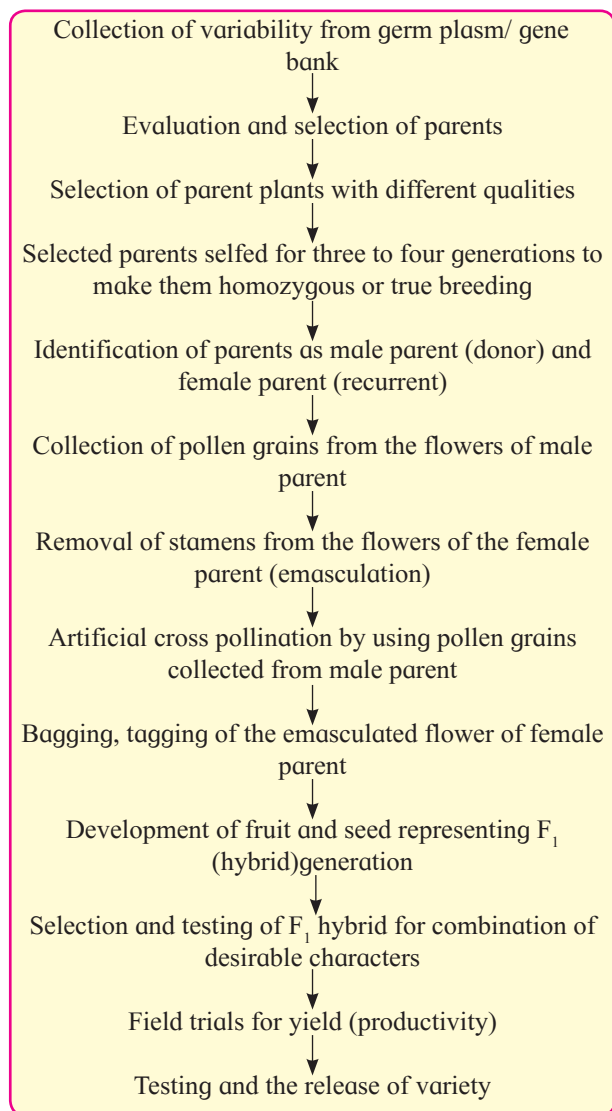 Collection of variability from germ plasm/ gene
bank
Evaluation and selection of parents
Selection of parent plants with different qualities
Selected parents selfed for three to four generations to
make them homozygous or true breeding
Identification of parents as male parent (donor) and
female parent (recurrent)
Collection of pollen grains from the flowers of male
parent
Removal of stamens from the flowers of the female
parent (emasculation)
Artificial cross pollination by using pollen grains
collected from male parent
Bagging, tagging of the emasculated flower of female
parent
Development of fruit and seed representing F₁
(hybrid)generation
Selection and testing of F₁ hybrid for combination of
desirable characters
Field trials for yield (productivity)
Testing and the release of variety